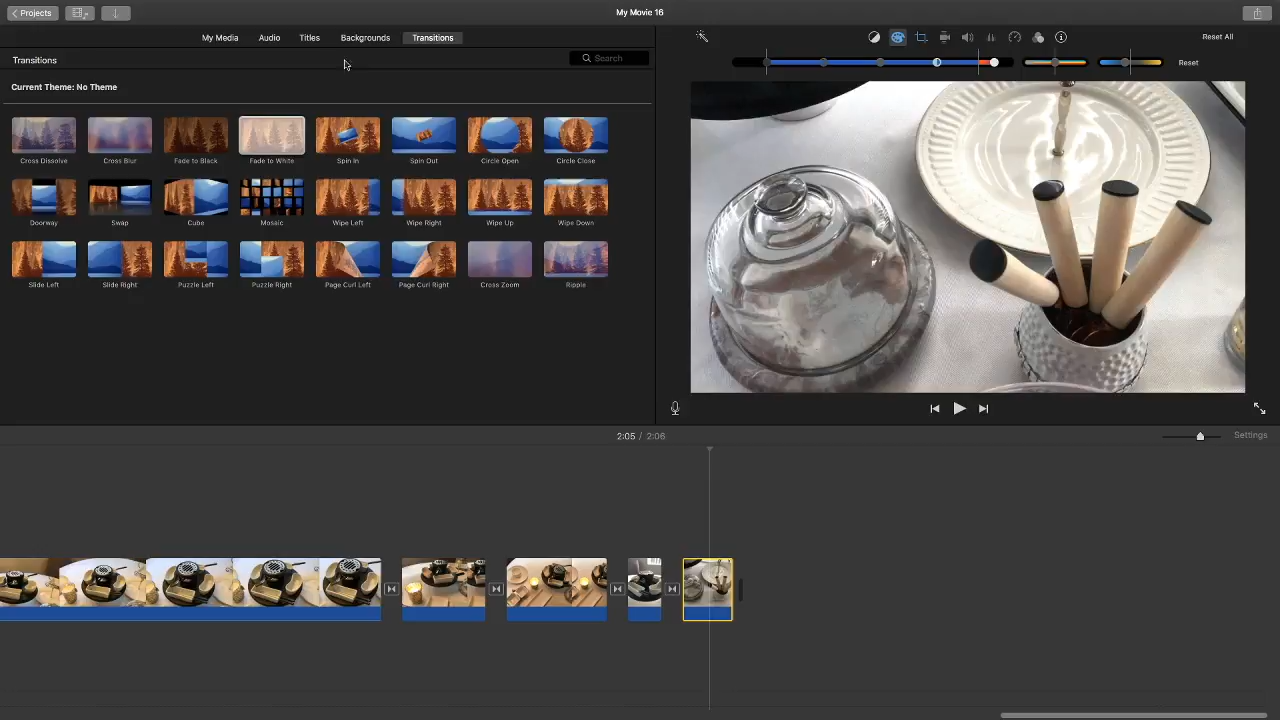 Projects
My Movie 16
My Media Audio Titles Backgrounds Transitions
Reset All
Transitions
Search
Reset
Current Theme: No Theme
Cross Dissolve Cross Blur Fade to Black Fade to White Spin In Spin Out Circle Open Circle Close
Doorway Swap Cube Mosaic Wipe Left Wipe Right Wipe Up Wipe Down
Slide Left Slide Right Puzzle Left Puzzle Right Page Curl Left Page Curl Right Cross Zoom Ripple
2:05 / 2:06
Settings